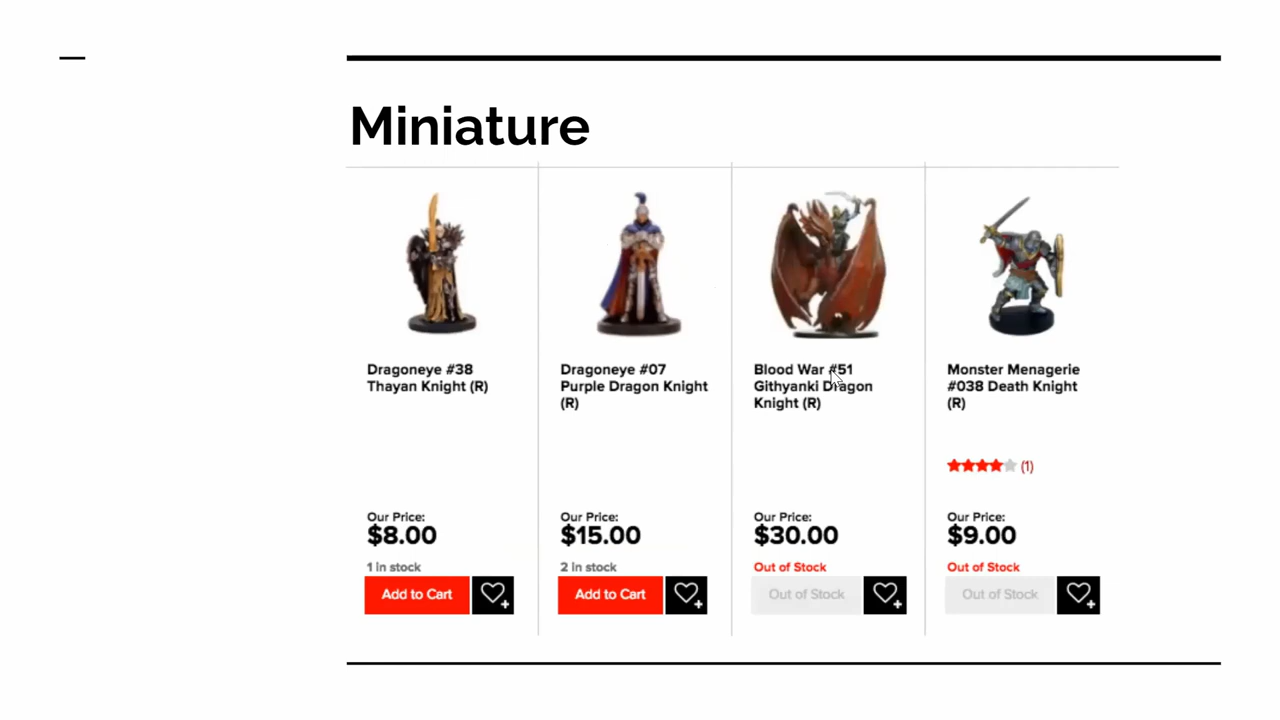 Miniature
Dragoneye #38
Thayan Knight (R)
Our Price:
$8.00
1 in stock
Add to Cart
Dragoneye #07
Purple Dragon Knight
(R)
Our Price:
$15.00
2 in stock
Add to Cart
Blood War #51
Githyanki Dragon
Knight (R)
Our Price:
$30.00
Out of Stock
Out of Stock
Monster Menagerie
#038 Death Knight
(R)
(1)
Our Price:
$9.00
Out of Stock
Out of Stock